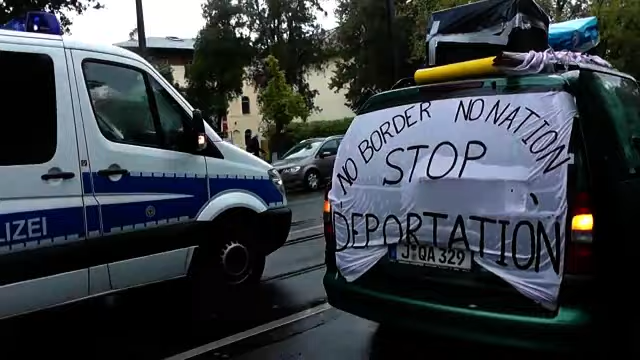 LIZEI
NO BORDER NO NATION
STOP
DEPORTATION
J QA 329